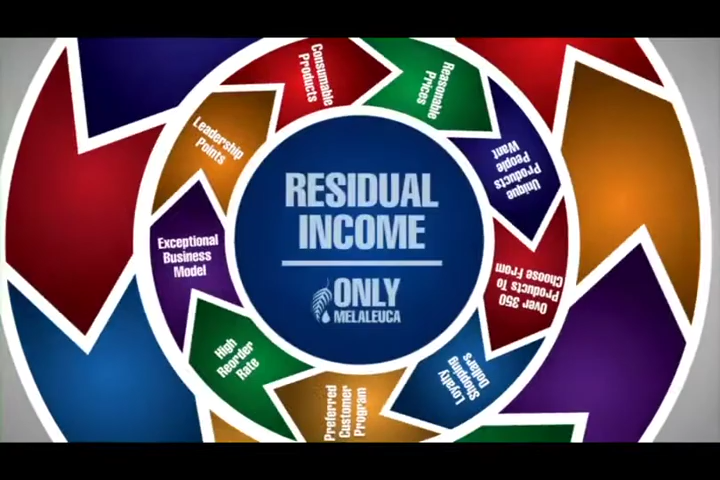 RESIDUAL
INCOME
ONLY
MELALEUCA
Consumable
Products
Reasonable
Prices
Unique
Products
People
Want
Over 350
Products To
Choose From
Loyalty
Shopping
Dollars
Preferred
Customer
Program
High
Reorder
Rate
Exceptional
Business
Model
Leadership
Points